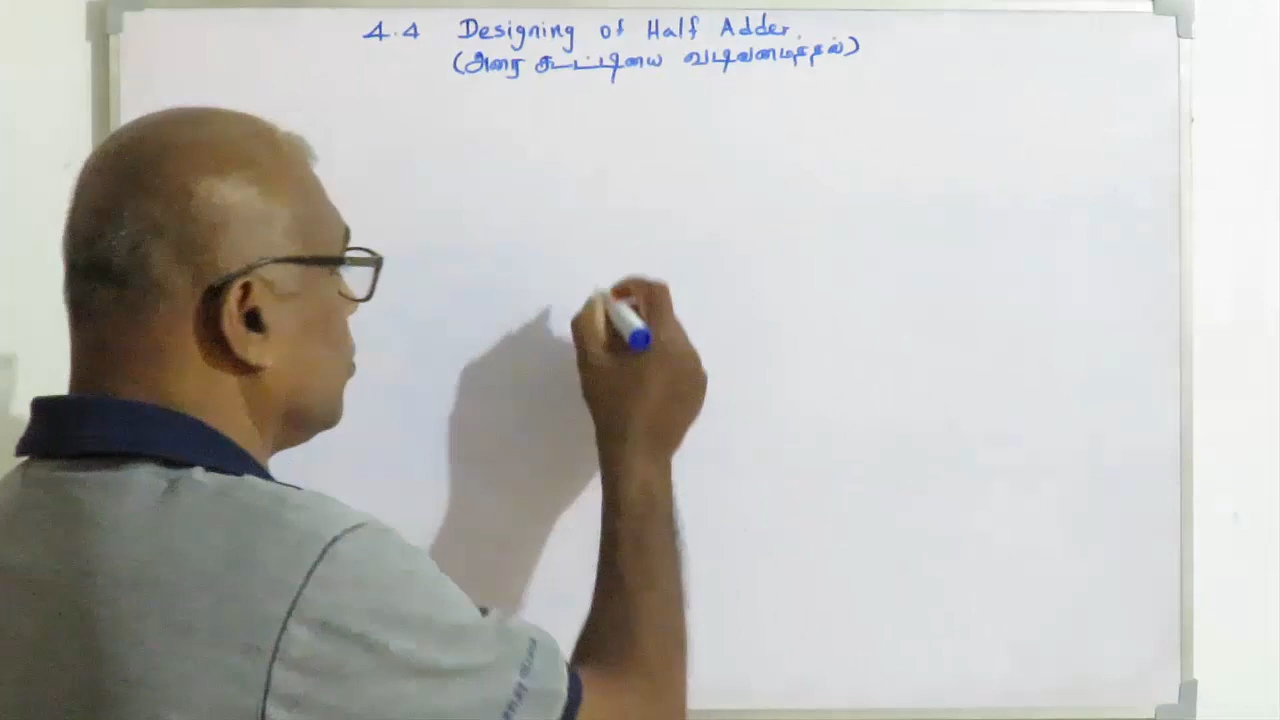 4.4 Designing of Half Adder.
(அரை கூட்டியை வடிவமைத்தல்)